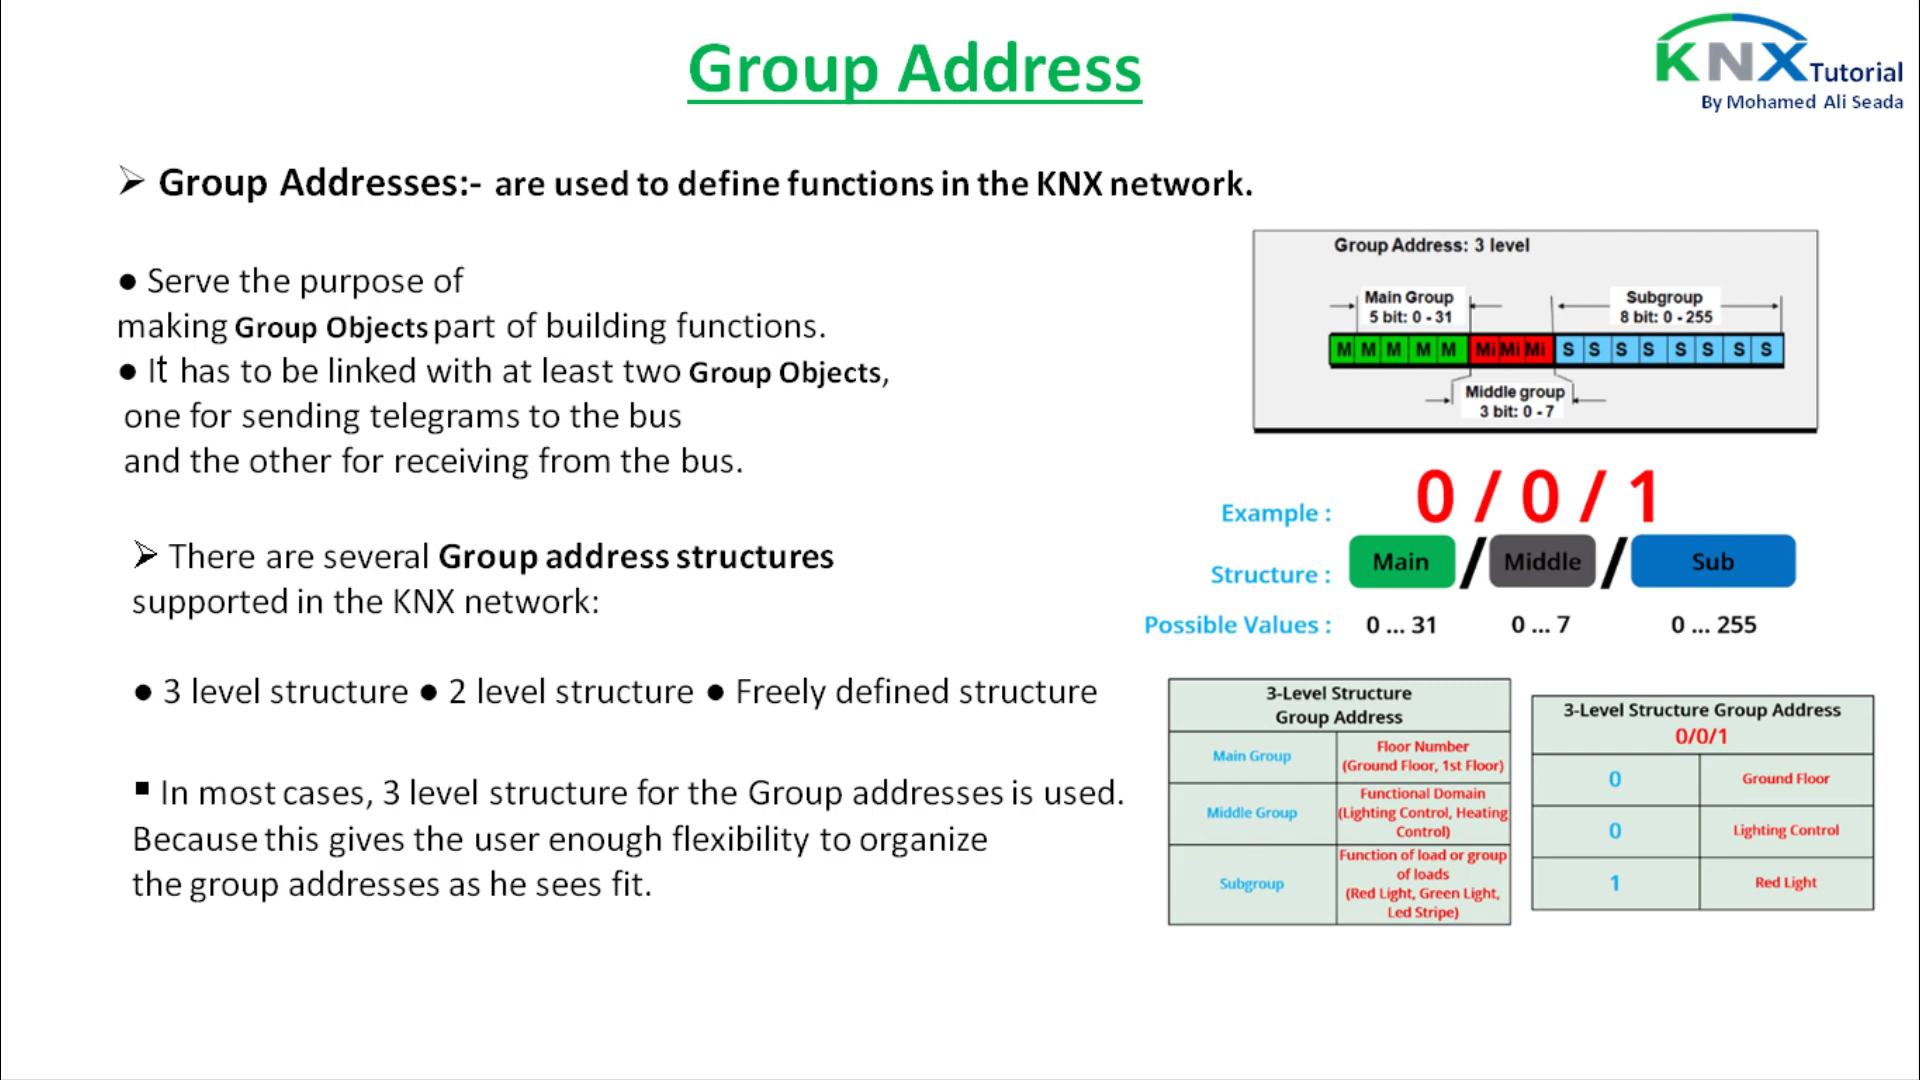 Group Address
KNX Tutorial
By Mohamed Ali Seada
➢ Group Addresses:- are used to define functions in the KNX network.
● Serve the purpose of
making Group Objects part of building functions.
● It has to be linked with at least two Group Objects,
one for sending telegrams to the bus
and the other for receiving from the bus.
➢ There are several Group address structures
supported in the KNX network:
● 3 level structure ● 2 level structure ● Freely defined structure
▪ In most cases, 3 level structure for the Group addresses is used.
Because this gives the user enough flexibility to organize
the group addresses as he sees fit.
Group Address: 3 level
Main Group
5 bit: 0 - 31
Subgroup
8 bit: 0 - 255
M M M M M Mi Mi Mi S S S S S S S S
Middle group
3 bit: 0 - 7
Example : 0 / 0 / 1
Structure : Main / Middle / Sub
Possible Values : 0 ... 31 0 ... 7 0 ... 255
3-Level Structure
Group Address
Main Group
Floor Number
(Ground Floor, 1st Floor)
Middle Group
Functional Domain
(Lighting Control, Heating
Control)
Subgroup
Function of load or group
of loads
(Red Light, Green Light,
Led Stripe)
3-Level Structure Group Address
0/0/1
0 Ground Floor
0 Lighting Control
1 Red Light